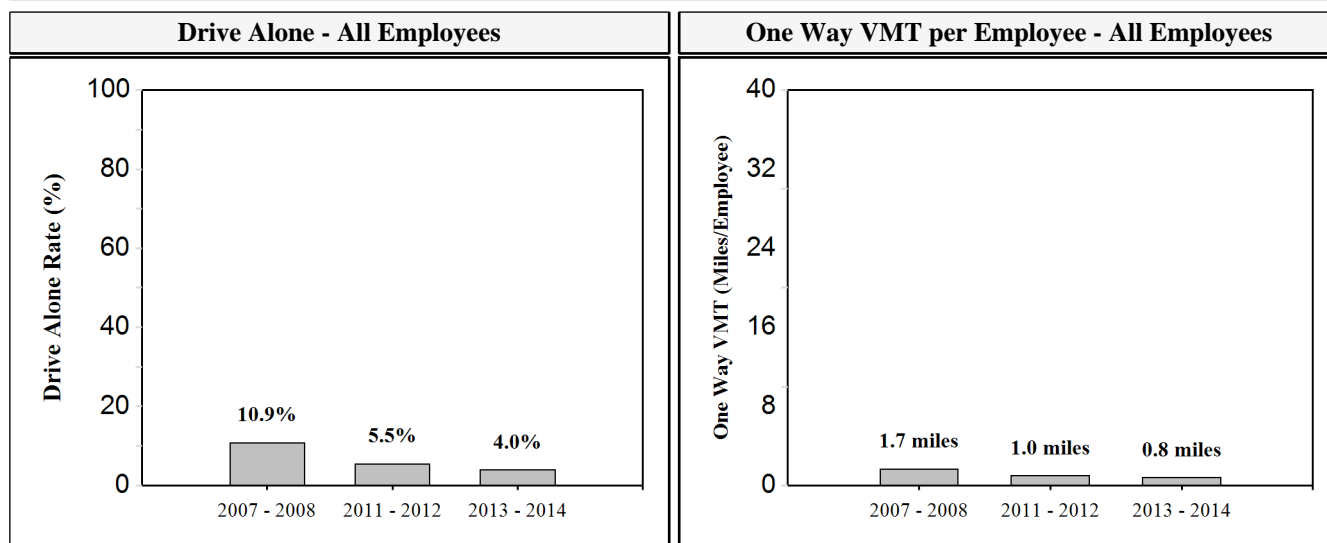 Drive Alone - All Employees
100
80
60
40
20
0
Drive Alone Rate (%)
10.9%
5.5%
4.0%
2007 - 2008
2011 - 2012
2013 - 2014
One Way VMT per Employee - All Employees
40
32
24
16
8
0
One Way VMT (Miles/Employee)
1.7 miles
1.0 miles
0.8 miles
2007 - 2008
2011 - 2012
2013 - 2014